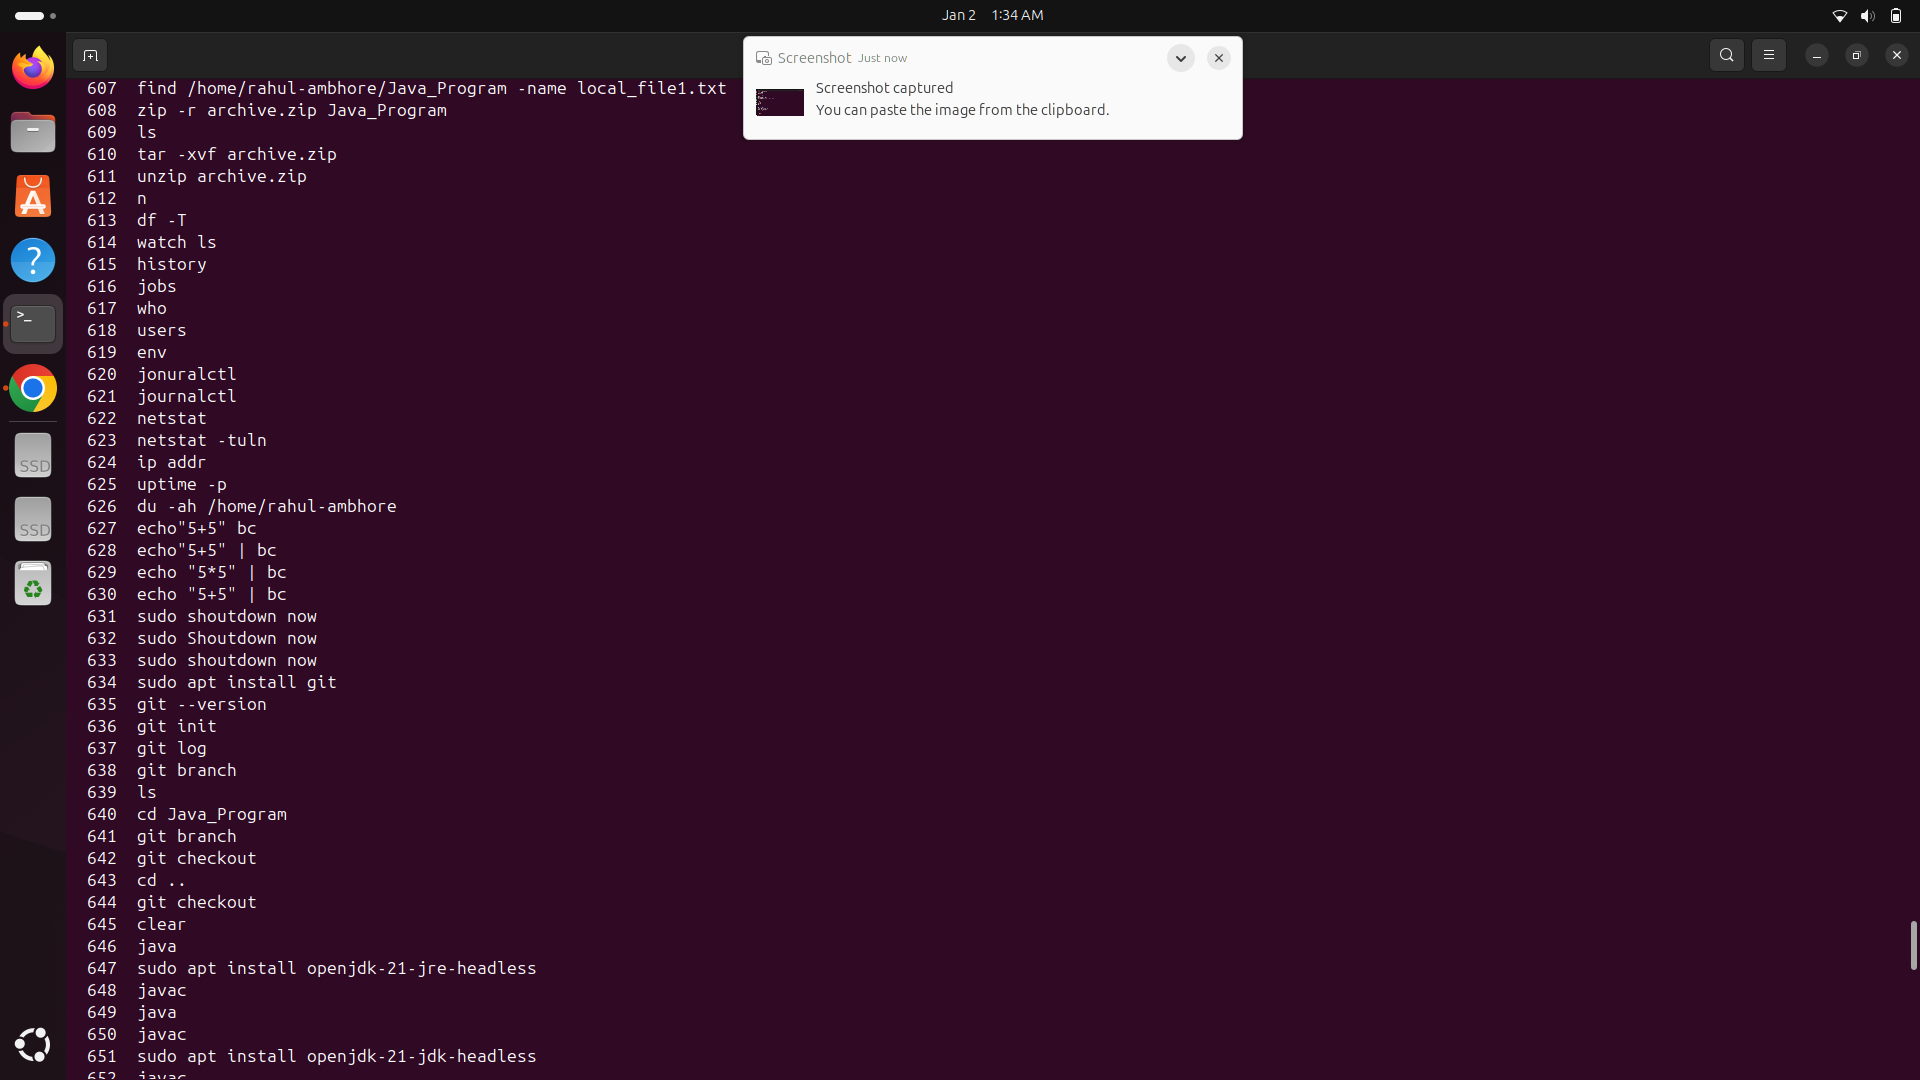 Jan 2 1:34 AM
Screenshot Just now
Screenshot captured
You can paste the image from the clipboard.
607 find /home/rahul-ambhore/Java_Program -name local_file1.txt
608 zip -r archive.zip Java_Program
609 ls
610 tar -xvf archive.zip
611 unzip archive.zip
612 n
613 df -T
614 watch ls
615 history
616 jobs
617 who
618 users
619 env
620 jonuralctl
621 journalctl
622 netstat
623 netstat -tuln
624 ip addr
625 uptime -p
626 du -ah /home/rahul-ambhore
627 echo"5+5" bc
628 echo"5+5" | bc
629 echo "5*5" | bc
630 echo "5+5" | bc
631 sudo shoutdown now
632 sudo Shoutdown now
633 sudo shoutdown now
634 sudo apt install git
635 git --version
636 git init
637 git log
638 git branch
639 ls
640 cd Java_Program
641 git branch
642 git checkout
643 cd ..
644 git checkout
645 clear
646 java
647 sudo apt install openjdk-21-jre-headless
648 javac
649 java
650 javac
651 sudo apt install openjdk-21-jdk-headless
652 javac
SSD
SSD